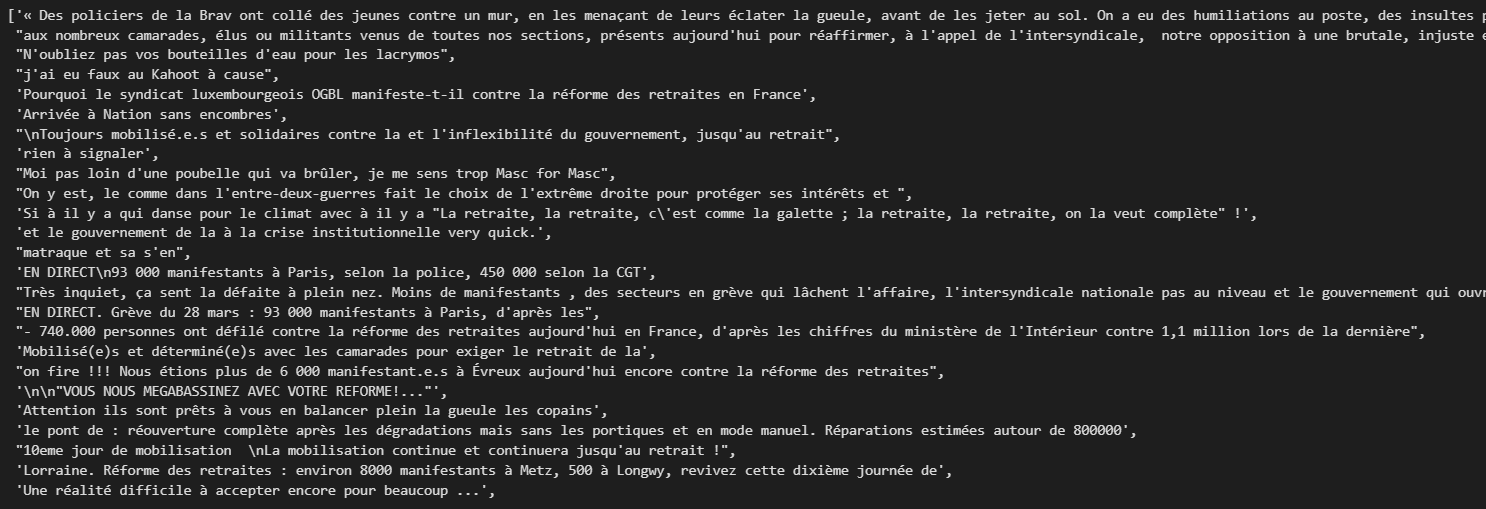 ['« Des policiers de la Brav ont collé des jeunes contre un mur, en les menaçant de leurs éclater la gueule, avant de les jeter au sol. On a eu des humiliations au poste, des insultes
"aux nombreux camarades, élus ou militants venus de toutes nos sections, présents aujourd'hui pour réaffirmer, à l'appel de l'intersyndicale,  notre opposition à une brutale, injuste
"N'oubliez pas vos bouteilles d'eau pour les lacrymos",
"j'ai eu faux au Kahoot à cause",
'Pourquoi le syndicat luxembourgeois OGBL manifeste-t-il contre la réforme des retraites en France',
'Arrivée à Nation sans encombres',
"\nToujours mobilisé.e.s et solidaires contre la et l'inflexibilité du gouvernement, jusqu'au retrait",
'rien à signaler',
"Moi pas loin d'une poubelle qui va brûler, je me sens trop Masc for Masc",
"On y est, le comme dans l'entre-deux-guerres fait le choix de l'extrême droite pour protéger ses intérêts et ",
'Si à il y a qui danse pour le climat avec à il y a "La retraite, la retraite, c\'est comme la galette ; la retraite, la retraite, on la veut complète" !',
'et le gouvernement de la à la crise institutionnelle very quick.',
"matraque et sa s'en",
'EN DIRECT\n93 000 manifestants à Paris, selon la police, 450 000 selon la CGT',
"Très inquiet, ça sent la défaite à plein nez. Moins de manifestants , des secteurs en grève qui lâchent l'affaire, l'intersyndicale nationale pas au niveau et le gouvernement qui
"EN DIRECT. Grève du 28 mars : 93 000 manifestants à Paris, d'après les",
"- 740.000 personnes ont défilé contre la réforme des retraites aujourd'hui en France, d'après les chiffres du ministère de l'Intérieur contre 1,1 million lors de la dernière",
'Mobilisé(e)s et déterminé(e)s avec les camarades pour exiger le retrait de la',
"on fire !!! Nous étions plus de 6 000 manifestant.e.s à Évreux aujourd'hui encore contre la réforme des retraites",
'\n\n"VOUS NOUS MEGABASSINEZ AVEC VOTRE REFORME!..."',
'Attention ils sont prêts à vous en balancer plein la gueule les copains',
'le pont de : réouverture complète après les dégradations mais sans les portiques et en mode manuel. Réparations estimées autour de 800000',
"10eme jour de mobilisation  \nLa mobilisation continue et continuera jusqu'au retrait !",
'Lorraine. Réforme des retraites : environ 8000 manifestants à Metz, 500 à Longwy, revivez cette dixième journée de',
'Une réalité difficile à accepter encore pour beaucoup ...',